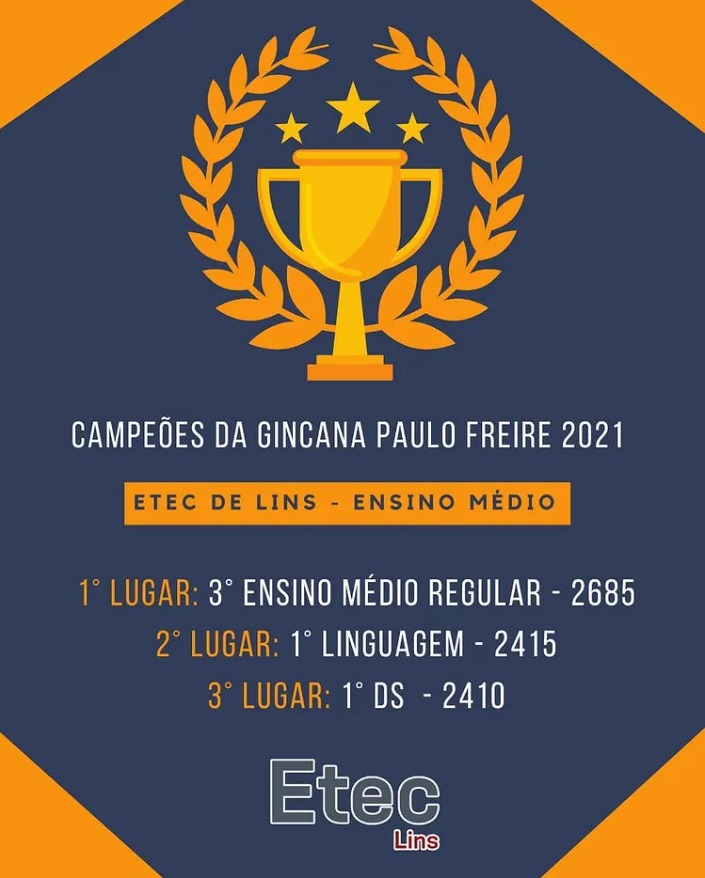 CAMPEÕES DA GINCANA PAULO FREIRE 2021
ETEC DE LINS - ENSINO MÉDIO
1° LUGAR: 3° ENSINO MÉDIO REGULAR - 2685
2° LUGAR: 1° LINGUAGEM - 2415
3° LUGAR: 1° DS - 2410
Etec
Lins